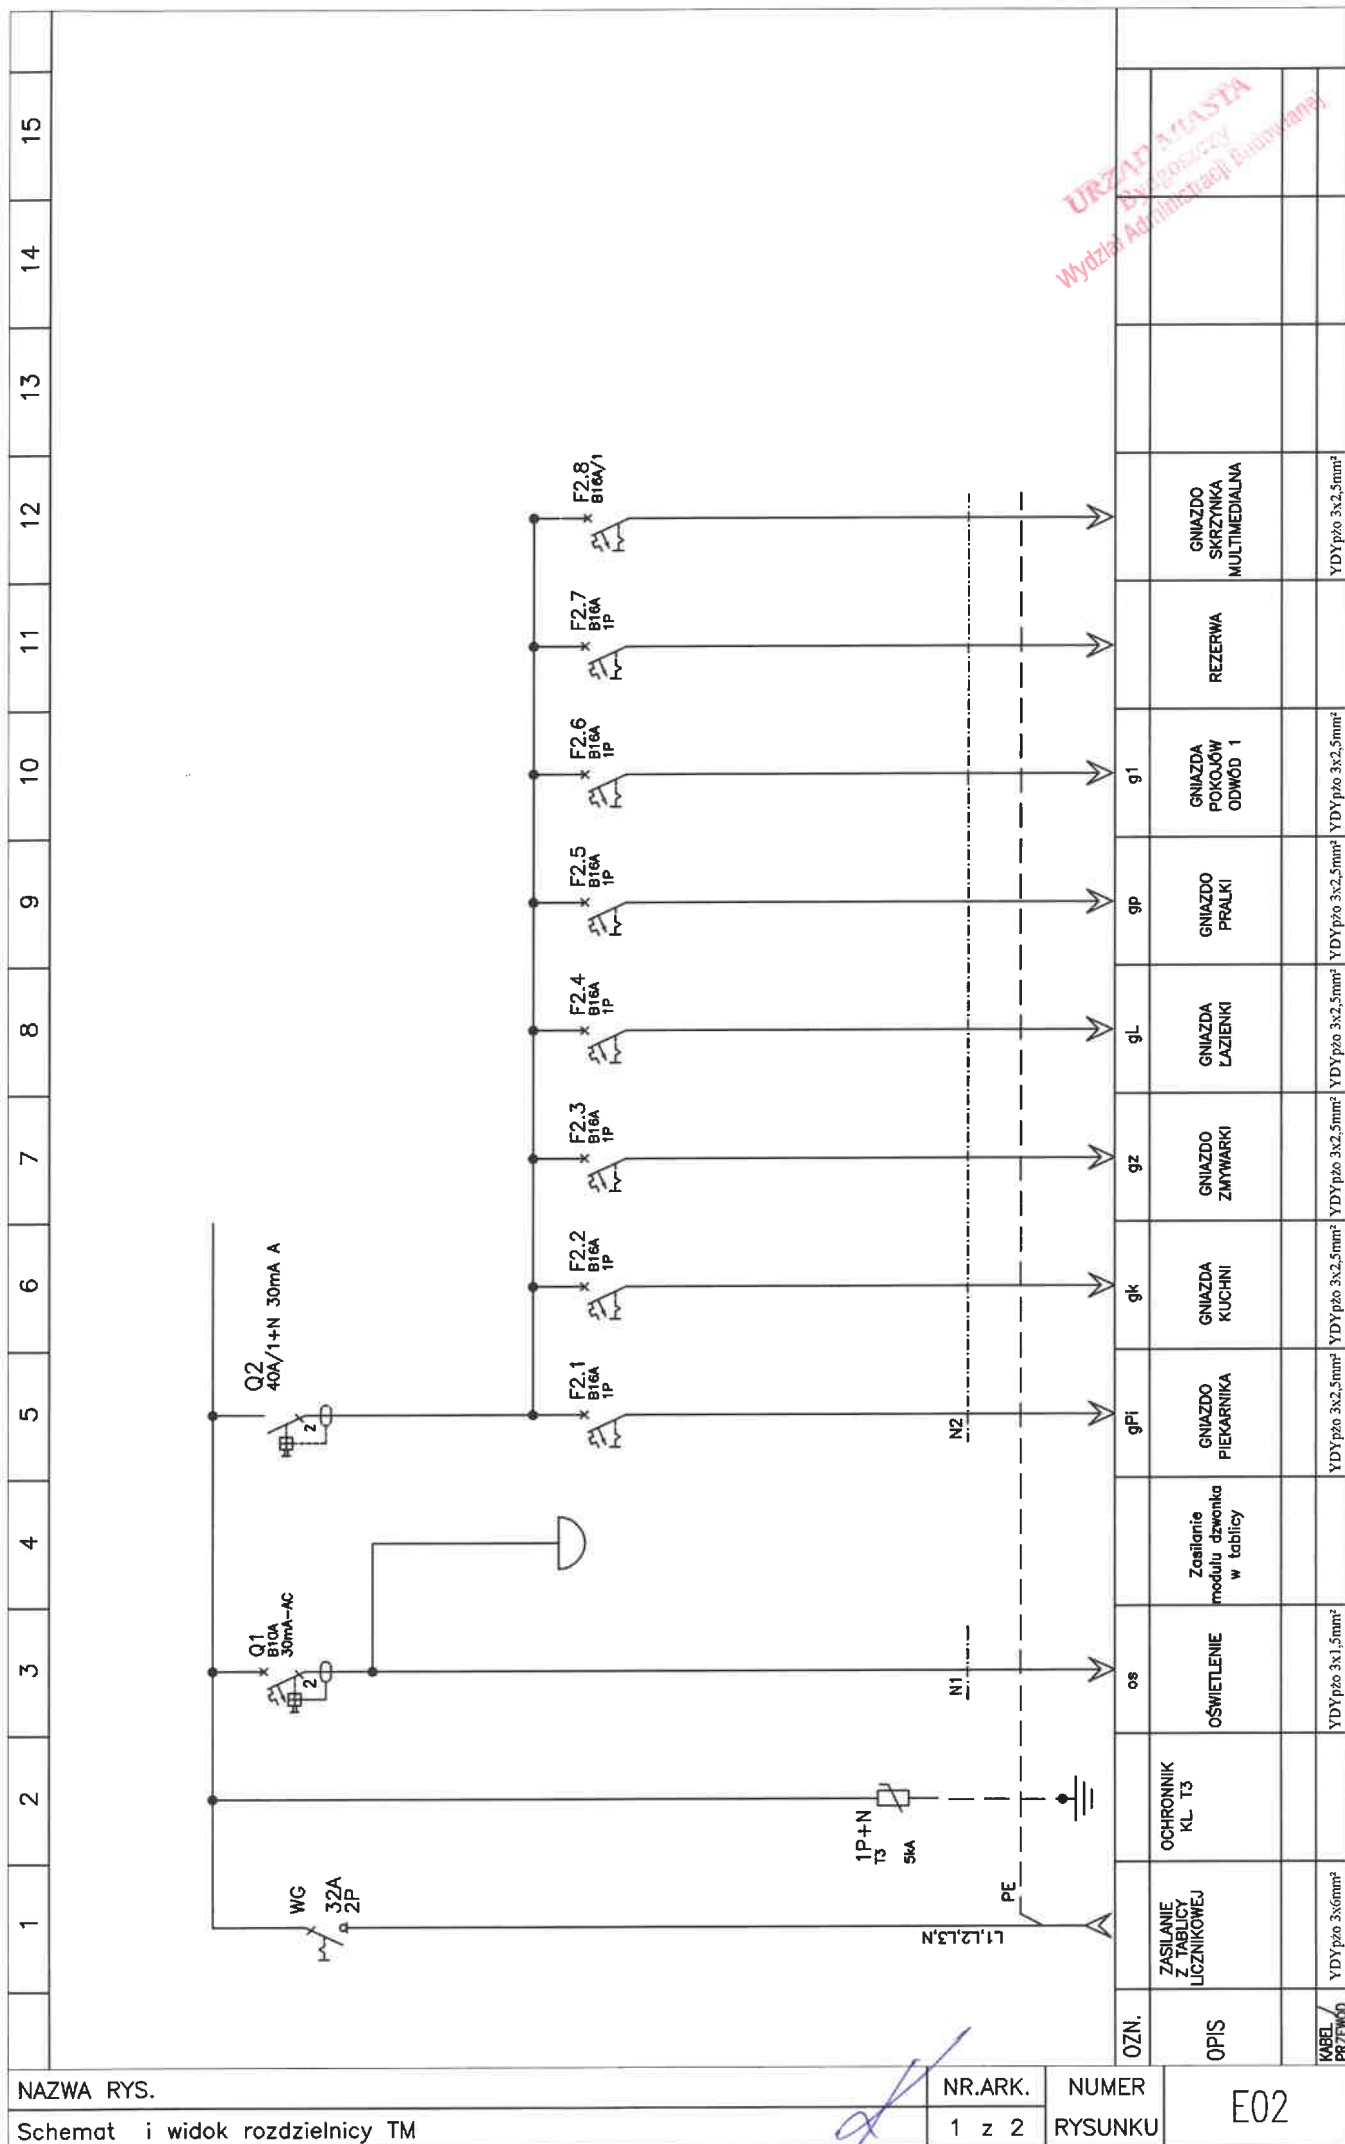 1
2
3
4
5
6
7
8
9
10
11
12
13
14
15
WG
32A
2P
L1,L2,L3,N
PE
1P+N
T3
5kA
Q1
B10A
30mA-AC
2
N1
Q2
40A/1+N 30mA A
2
N2
F2.1
B16A
1P
F2.2
B16A
1P
F2.3
B16A
1P
F2.4
B16A
1P
F2.5
B16A
1P
F2.6
B16A
1P
F2.7
B16A
1P
F2.8
B16A/1
URZĄD MIASTA
Bydgoszczy
Wydział Administracji Budowlanej
OZN.
os
gPi
gk
gz
gL
gp
g1
OPIS
ZASILANIE
Z TABLICY
LICZNIKOWEJ
OCHRONNIK
KL. T3
OŚWIETLENIE
Zasilanie
modułu dzwonka
w tablicy
GNIAZDO
PIEKARNIKA
GNIAZDA
KUCHNI
GNIAZDO
ZMYWARKI
GNIAZDA
ŁAZIENKI
GNIAZDO
PRALKI
GNIAZDA
POKOJÓW
ODWÓD 1
REZERWA
GNIAZDO
SKRZYNKA
MULTIMEDIALNA
KABEL/
PRZEWÓD
YDYpżo 3x6mm²
YDYpżo 3x1,5mm²
YDYpżo 3x2,5mm²
YDYpżo 3x2,5mm²
YDYpżo 3x2,5mm²
YDYpżo 3x2,5mm²
YDYpżo 3x2,5mm²
YDYpżo 3x2,5mm²
YDYpżo 3x2,5mm²
NAZWA RYS.
Schemat i widok rozdzielnicy TM
NR.ARK.
1 z 2
NUMER
RYSUNKU
E02